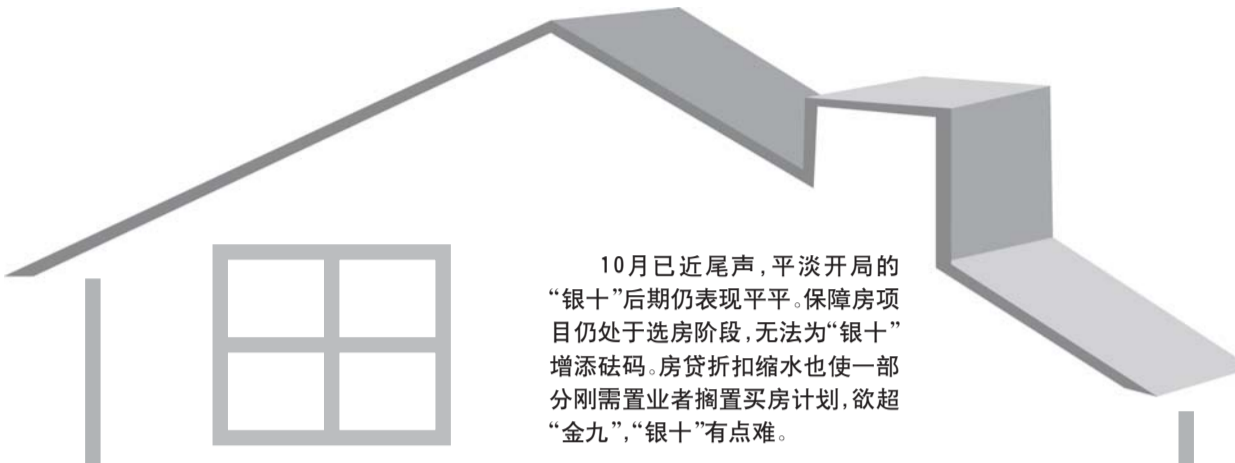 10月已近尾声，平淡开局的
“银十”后期仍表现平平。保障房项
目仍处于选房阶段，无法为“银十”
增添砝码。房贷折扣缩水也使一部
分刚需置业者搁置买房计划，欲超
“金九”，“银十”有点难。